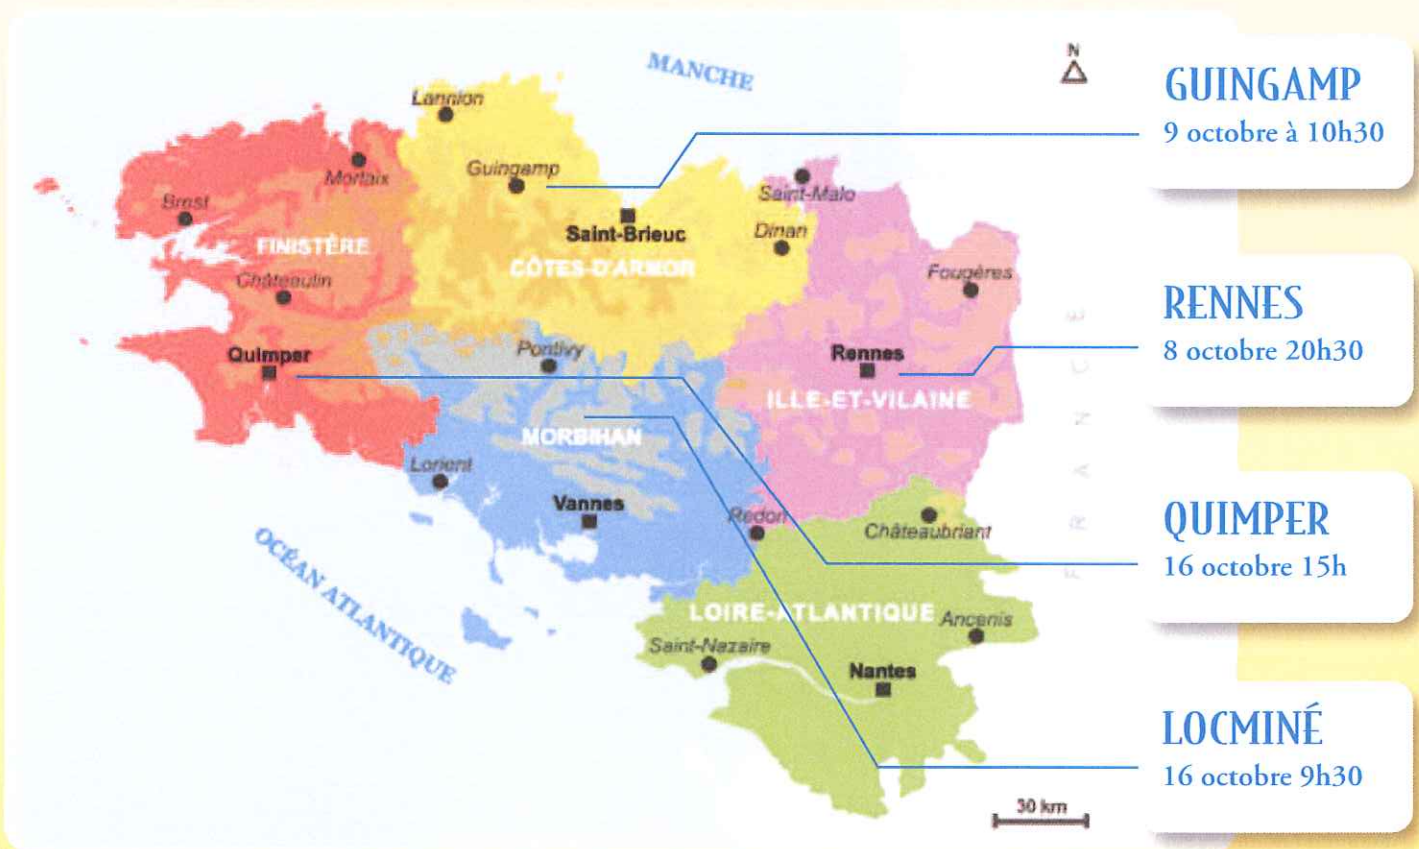 MANCHE
N
Lannion
Guingamp
Morlaix
Brest
Saint-Malo
Saint-Brieuc
Dinan
FINISTÈRE
CÔTES-D'ARMOR
Châteaulin
Fougères
Quimper
Pontivy
Rennes
ILLE-ET-VILAINE
MORBIHAN
Lorient
Vannes
Redon
Châteaubriant
FRANCE
OCÉAN ATLANTIQUE
LOIRE-ATLANTIQUE
Ancenis
Saint-Nazaire
Nantes
30 km
GUINGAMP
9 octobre à 10h30
RENNES
8 octobre 20h30
QUIMPER
16 octobre 15h
LOCMINÉ
16 octobre 9h30